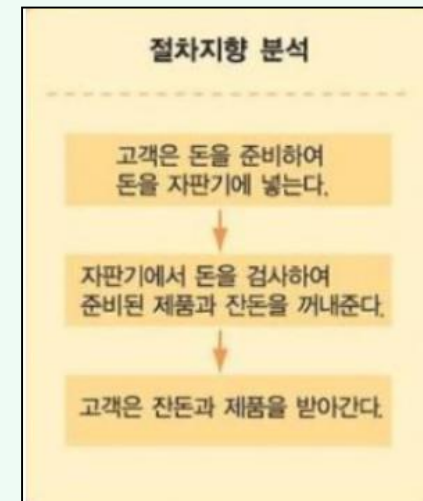 절차지향 분석
고객은 돈을 준비하여
돈을 자판기에 넣는다.
자판기에서 돈을 검사하여
준비된 제품과 잔돈을 꺼내준다.
고객은 잔돈과 제품을 받아간다.